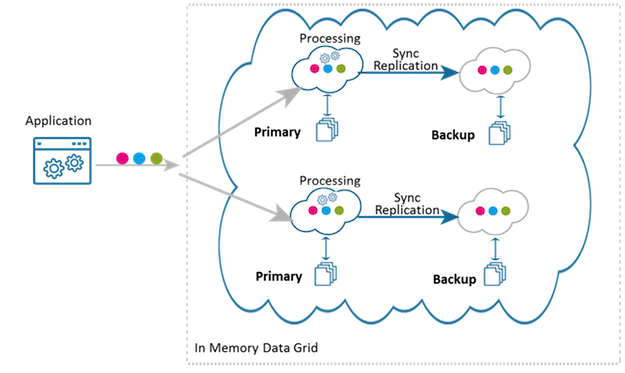 Processing
Sync
Replication
Primary
Backup
Application
Processing
Sync
Replication
Primary
Backup
In Memory Data Grid